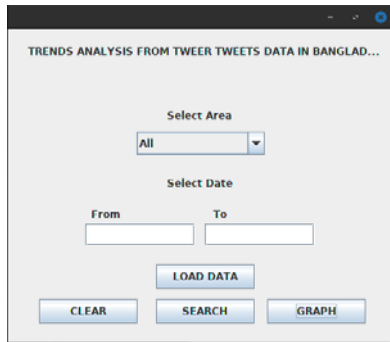 TRENDS ANALYSIS FROM TWEER TWEETS DATA IN BANGLAD...
Select Area
All
Select Date
From To
LOAD DATA
CLEAR SEARCH GRAPH